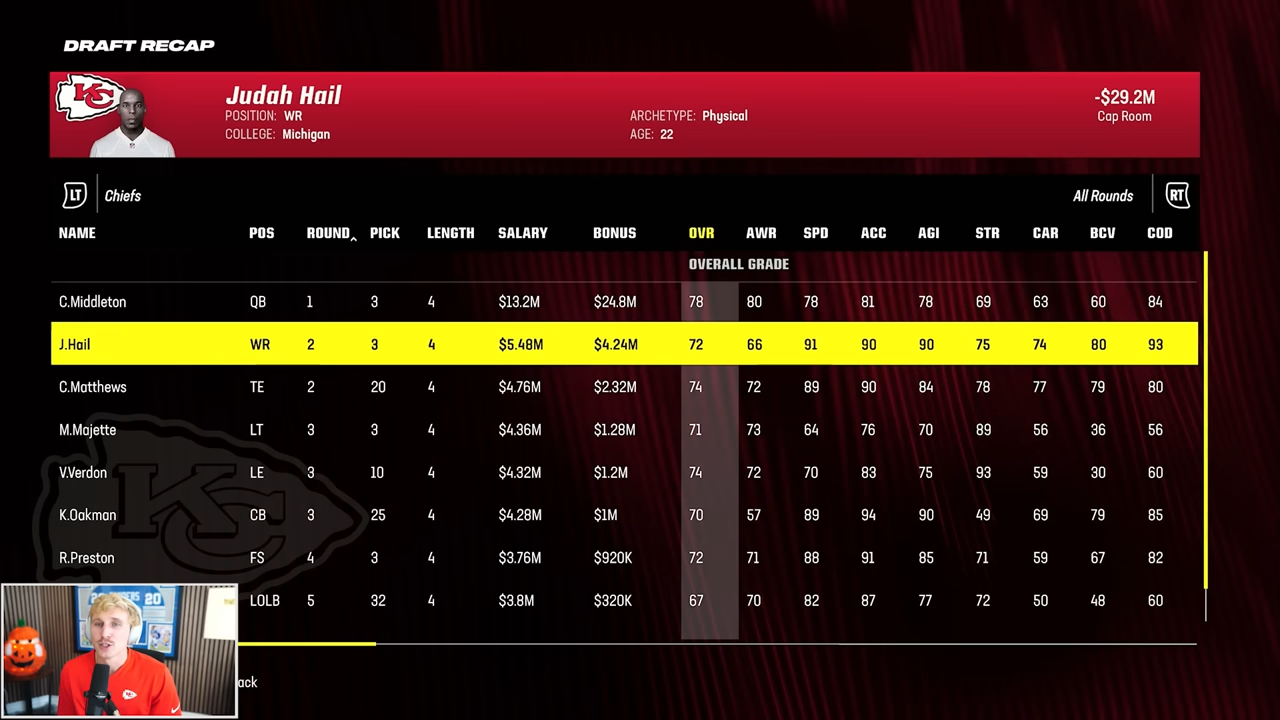 DRAFT RECAP
KC
Judah Hail
POSITION: WR
COLLEGE: Michigan
ARCHETYPE: Physical
AGE: 22
-$29.2M
Cap Room
LT Chiefs All Rounds RT
NAME POS ROUND PICK LENGTH SALARY BONUS OVR AWR SPD ACC AGI STR CAR BCV COD
OVERALL GRADE
C.Middleton QB 1 3 4 $13.2M $24.8M 78 80 78 81 78 69 63 60 84
J.Hail WR 2 3 4 $5.48M $4.24M 72 66 91 90 90 75 74 80 93
C.Matthews TE 2 20 4 $4.76M $2.32M 74 72 89 90 84 78 77 79 80
M.Majette LT 3 3 4 $4.36M $1.28M 71 73 64 76 70 89 56 36 56
V.Verdon LE 3 10 4 $4.32M $1.2M 74 72 70 83 75 93 59 30 60
K.Oakman CB 3 25 4 $4.28M $1M 70 57 89 94 90 49 69 79 85
R.Preston FS 4 3 4 $3.76M $920K 72 71 88 91 85 71 59 67 82
LOLB 5 32 4 $3.8M $320K 67 70 82 87 77 72 50 48 60
ack
KC
20